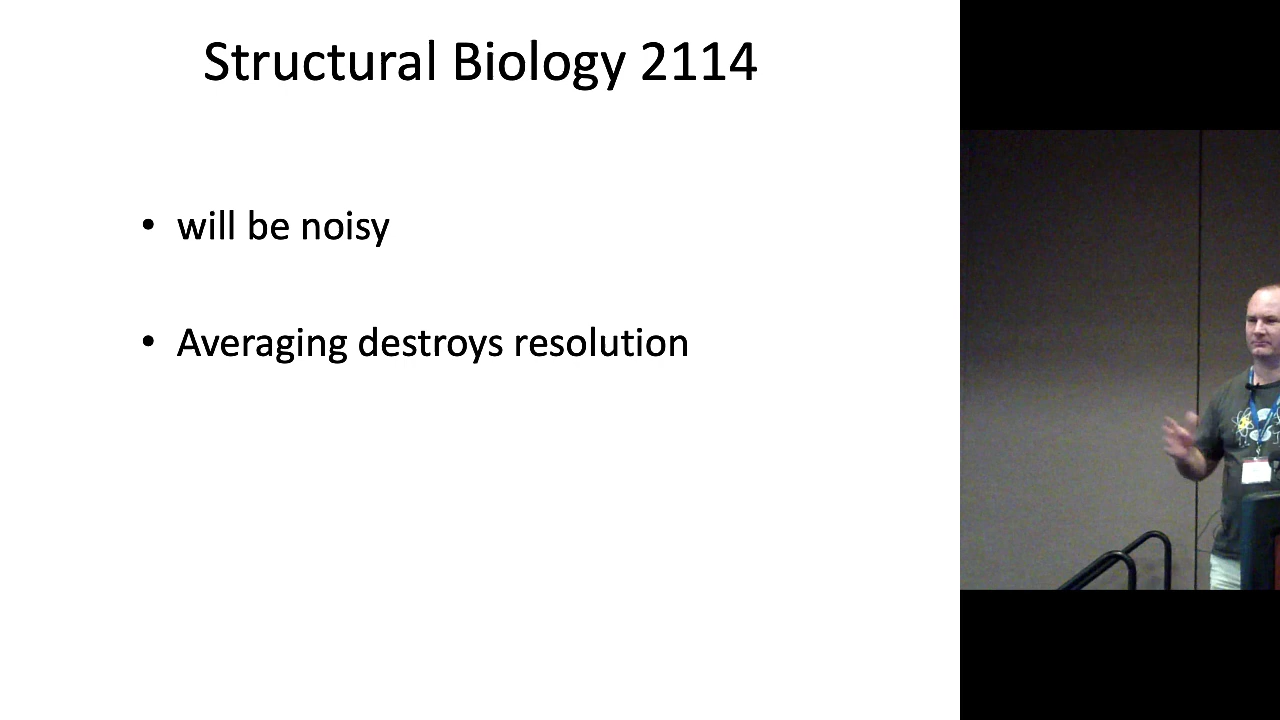 Structural Biology 2114
• will be noisy
• Averaging destroys resolution